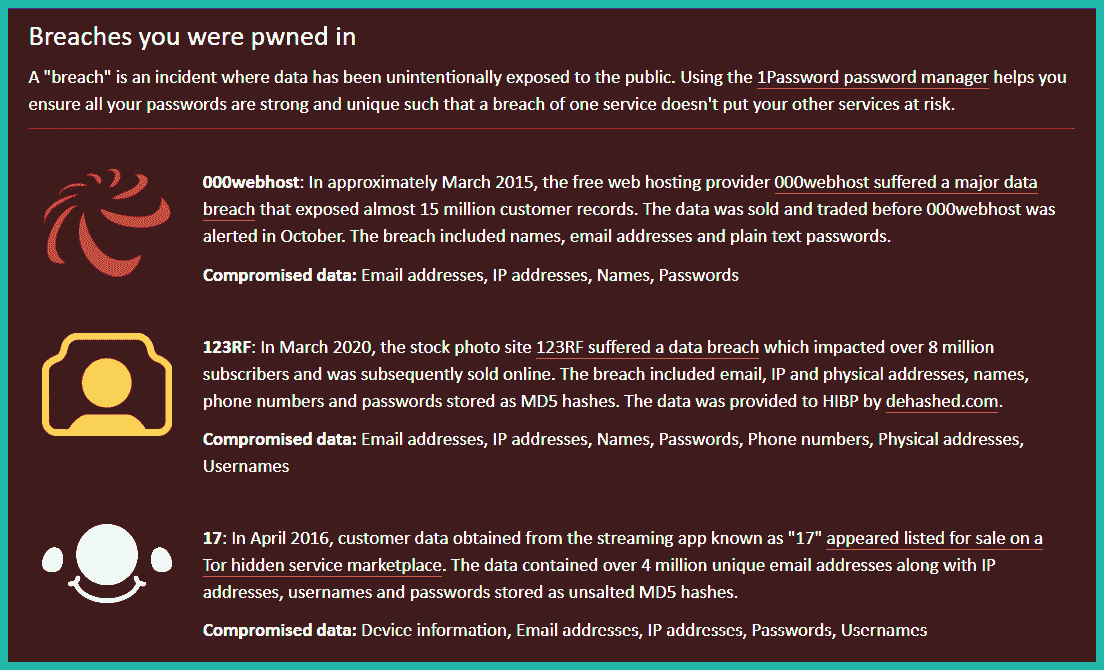 Breaches you were pwned in
A "breach" is an incident where data has been unintentionally exposed to the public. Using the 1Password password manager helps you
ensure all your passwords are strong and unique such that a breach of one service doesn't put your other services at risk.
000webhost: In approximately March 2015, the free web hosting provider 000webhost suffered a major data
breach that exposed almost 15 million customer records. The data was sold and traded before 000webhost was
alerted in October. The breach included names, email addresses and plain text passwords.
Compromised data: Email addresses, IP addresses, Names, Passwords
123RF: In March 2020, the stock photo site 123RF suffered a data breach which impacted over 8 million
subscribers and was subsequently sold online. The breach included email, IP and physical addresses, names,
phone numbers and passwords stored as MD5 hashes. The data was provided to HIBP by dehashed.com.
Compromised data: Email addresses, IP addresses, Names, Passwords, Phone numbers, Physical addresses,
Usernames
17: In April 2016, customer data obtained from the streaming app known as "17" appeared listed for sale on a
Tor hidden service marketplace. The data contained over 4 million unique email addresses along with IP
addresses, usernames and passwords stored as unsalted MD5 hashes.
Compromised data: Device information, Email addresses, IP addresses, Passwords, Usernames